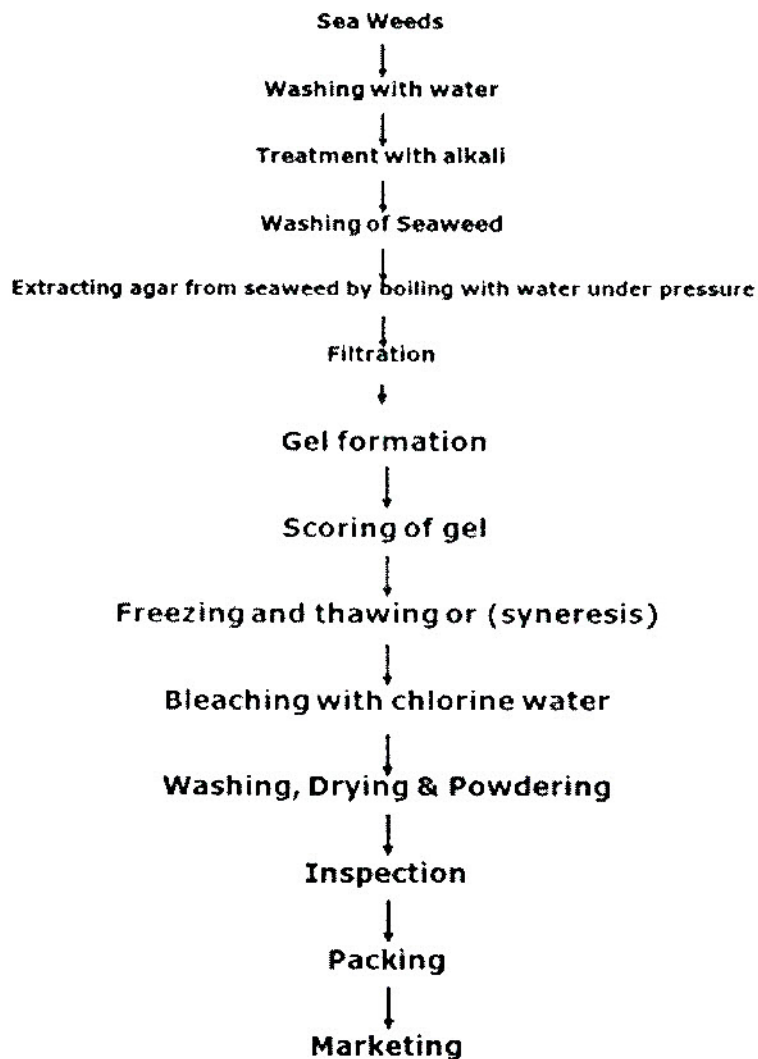 Sea Weeds
Washing with water
Treatment with alkali
Washing of Seaweed
Extracting agar from seaweed by boiling with water under pressure
Filtration
Gel formation
Scoring of gel
Freezing and thawing or (syneresis)
Bleaching with chlorine water
Washing, Drying & Powdering
Inspection
Packing
Marketing